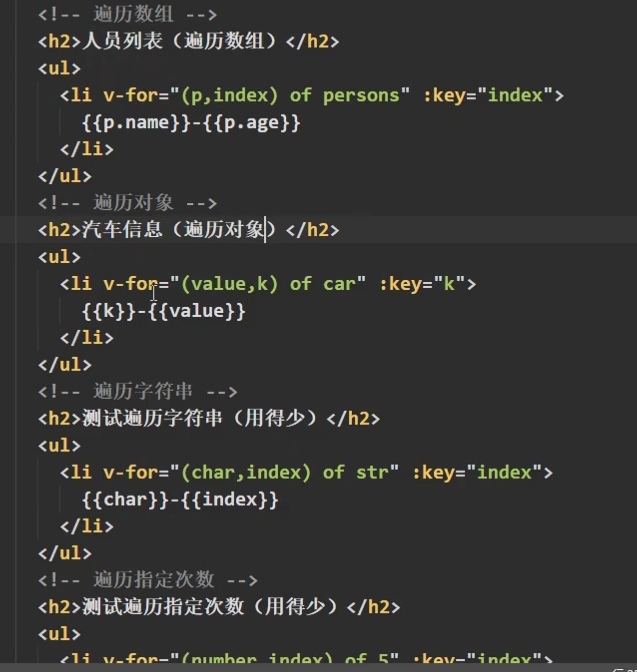 <!-- 遍历数组 -->
<h2>人员列表（遍历数组）</h2>
<ul>
<li v-for="(p,index) of persons" :key="index">
{{p.name}}-{{p.age}}
</li>
</ul>
<!-- 遍历对象 -->
<h2>汽车信息（遍历对象）</h2>
<ul>
<li v-for="(value,k) of car" :key="k">
{{k}}-{{value}}
</li>
</ul>
<!-- 遍历字符串 -->
<h2>测试遍历字符串（用得少）</h2>
<ul>
<li v-for="(char,index) of str" :key="index">
{{char}}-{{index}}
</li>
</ul>
<!-- 遍历指定次数 -->
<h2>测试遍历指定次数（用得少）</h2>
<ul>
<li v-for="(number,index) of 5" :key="index">